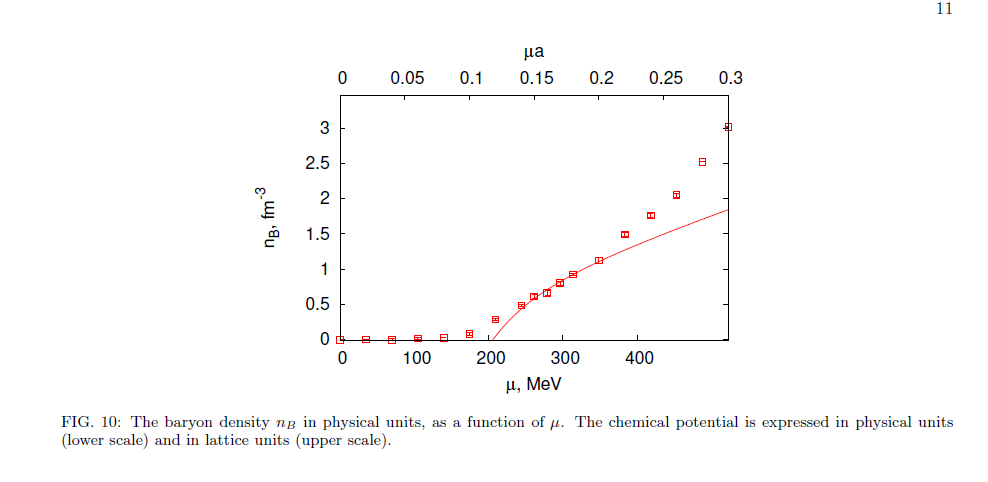 11
μa
0 0.05 0.1 0.15 0.2 0.25 0.3
3
2.5
2
1.5
1
0.5
0
n_B, fm^-3
0 100 200 300 400
μ, MeV
FIG. 10: The baryon density n_B in physical units, as a function of μ. The chemical potential is expressed in physical units
(lower scale) and in lattice units (upper scale).